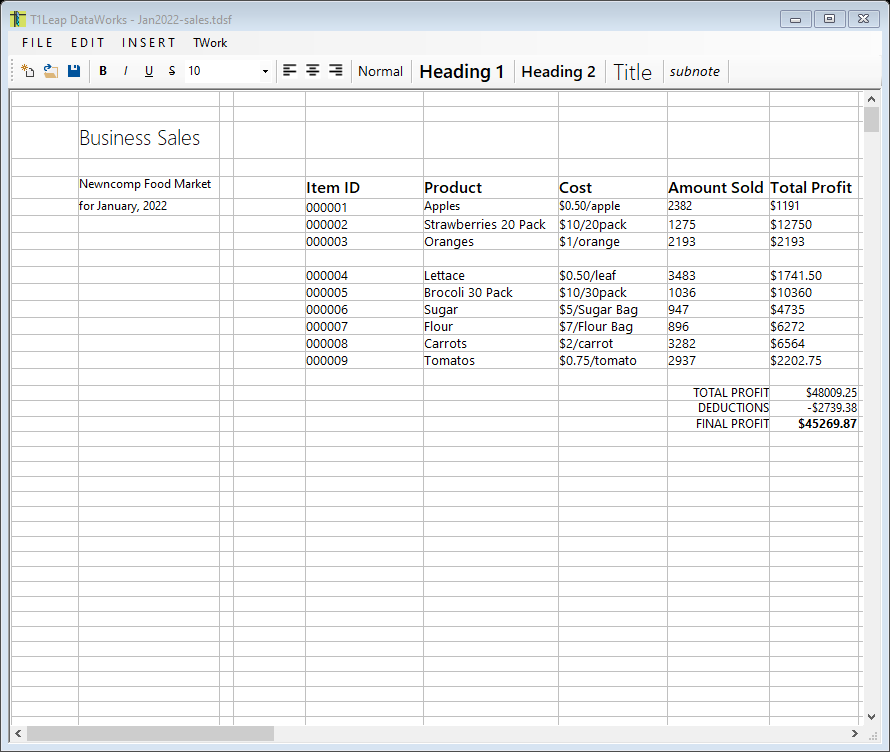 T1Leap DataWorks - Jan2022-sales.tdsf
FILE EDIT INSERT TWork
B I U S 10 Normal Heading 1 Heading 2 Title subnote
Business Sales
Newncomp Food Market
for January, 2022
Item ID Product Cost Amount Sold Total Profit
000001 Apples $0.50/apple 2382 $1191
000002 Strawberries 20 Pack $10/20pack 1275 $12750
000003 Oranges $1/orange 2193 $2193
000004 Lettace $0.50/leaf 3483 $1741.50
000005 Brocoli 30 Pack $10/30pack 1036 $10360
000006 Sugar $5/Sugar Bag 947 $4735
000007 Flour $7/Flour Bag 896 $6272
000008 Carrots $2/carrot 3282 $6564
000009 Tomatos $0.75/tomato 2937 $2202.75
TOTAL PROFIT $48009.25
DEDUCTIONS -$2739.38
FINAL PROFIT $45269.87